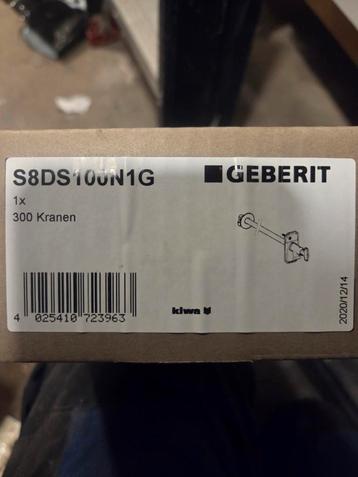 S8DS100N1G
GEBERIT
1x
300 Kranen
4 025410 723963
kiwa
2020/12/14